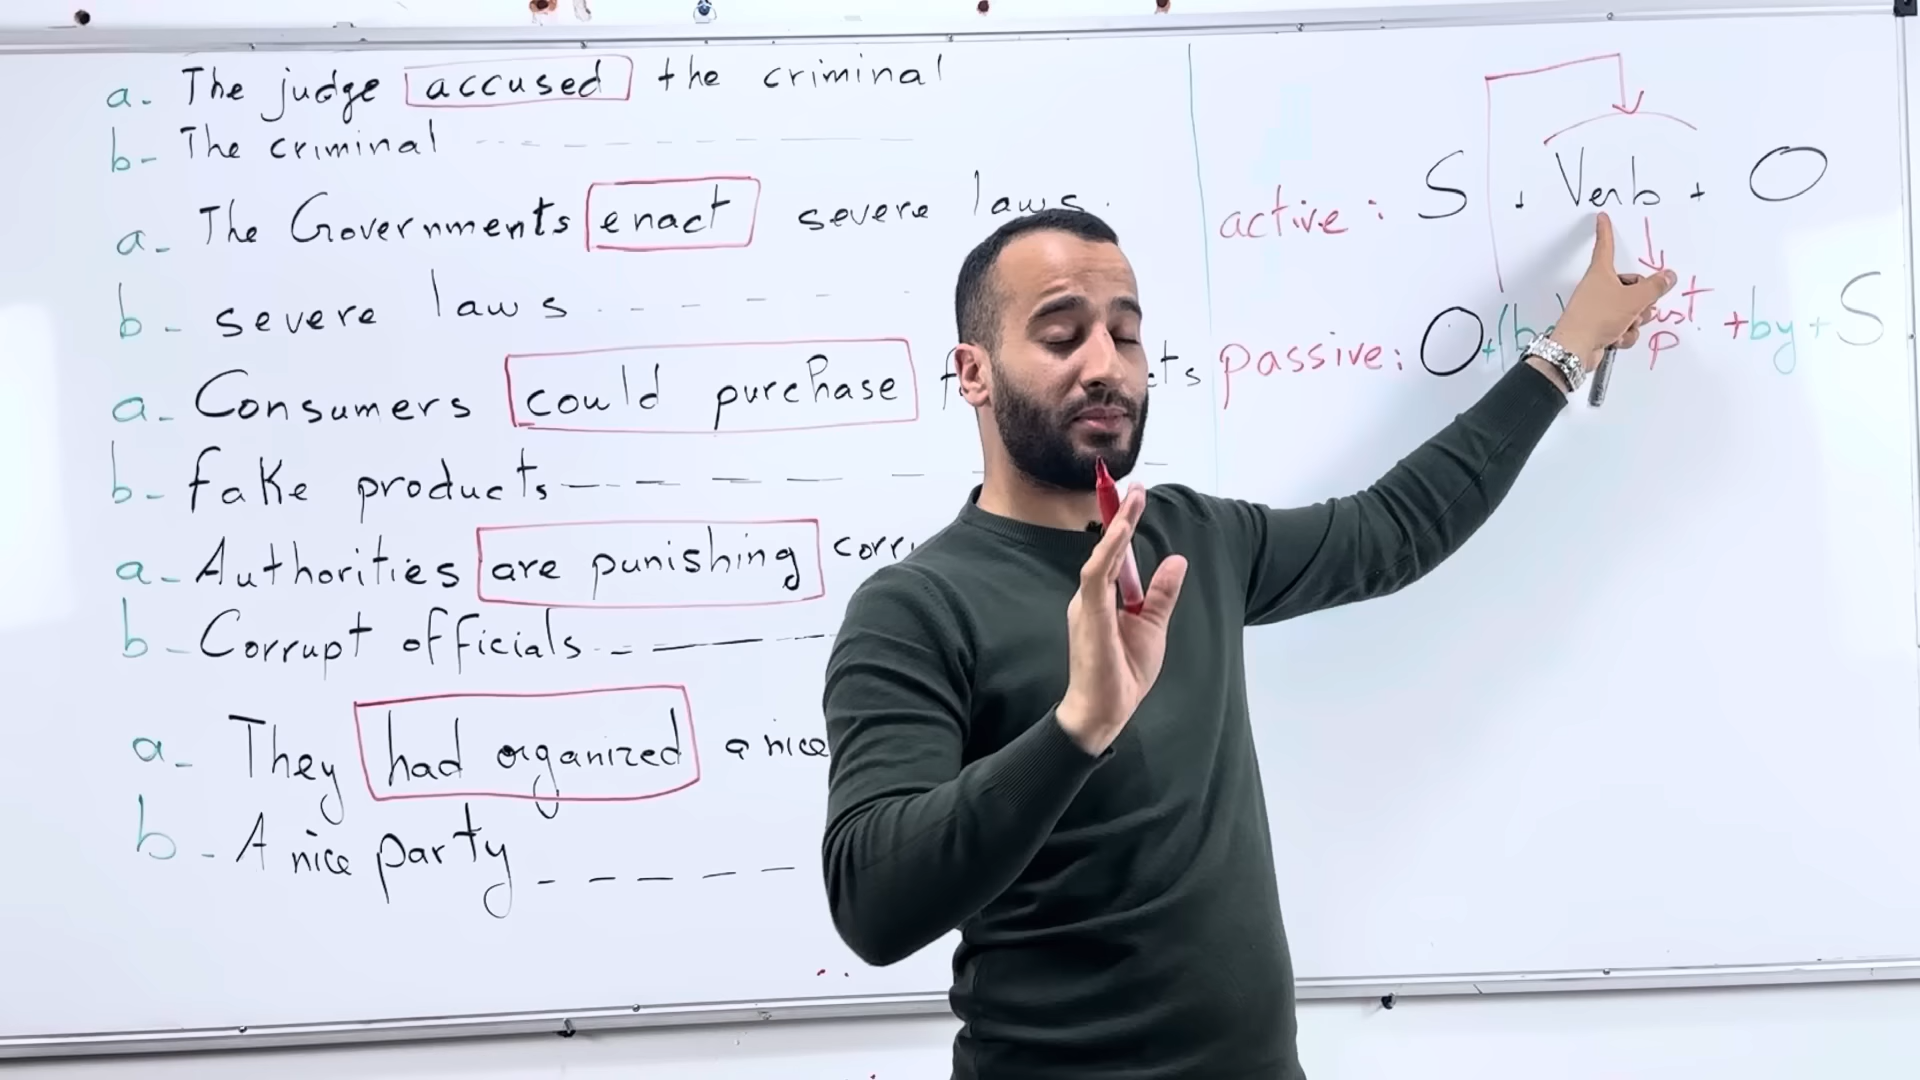 a- The judge accused the criminal
b- The criminal
a- The Governments enact severe laws.
b- severe laws
a- Consumers could purchase
b- fake products
a- Authorities are punishing
b- Corrupt officials
a- They had organized a nice
b- A nice party
active: S + Verb + O
passive: O + (be) P + by + S